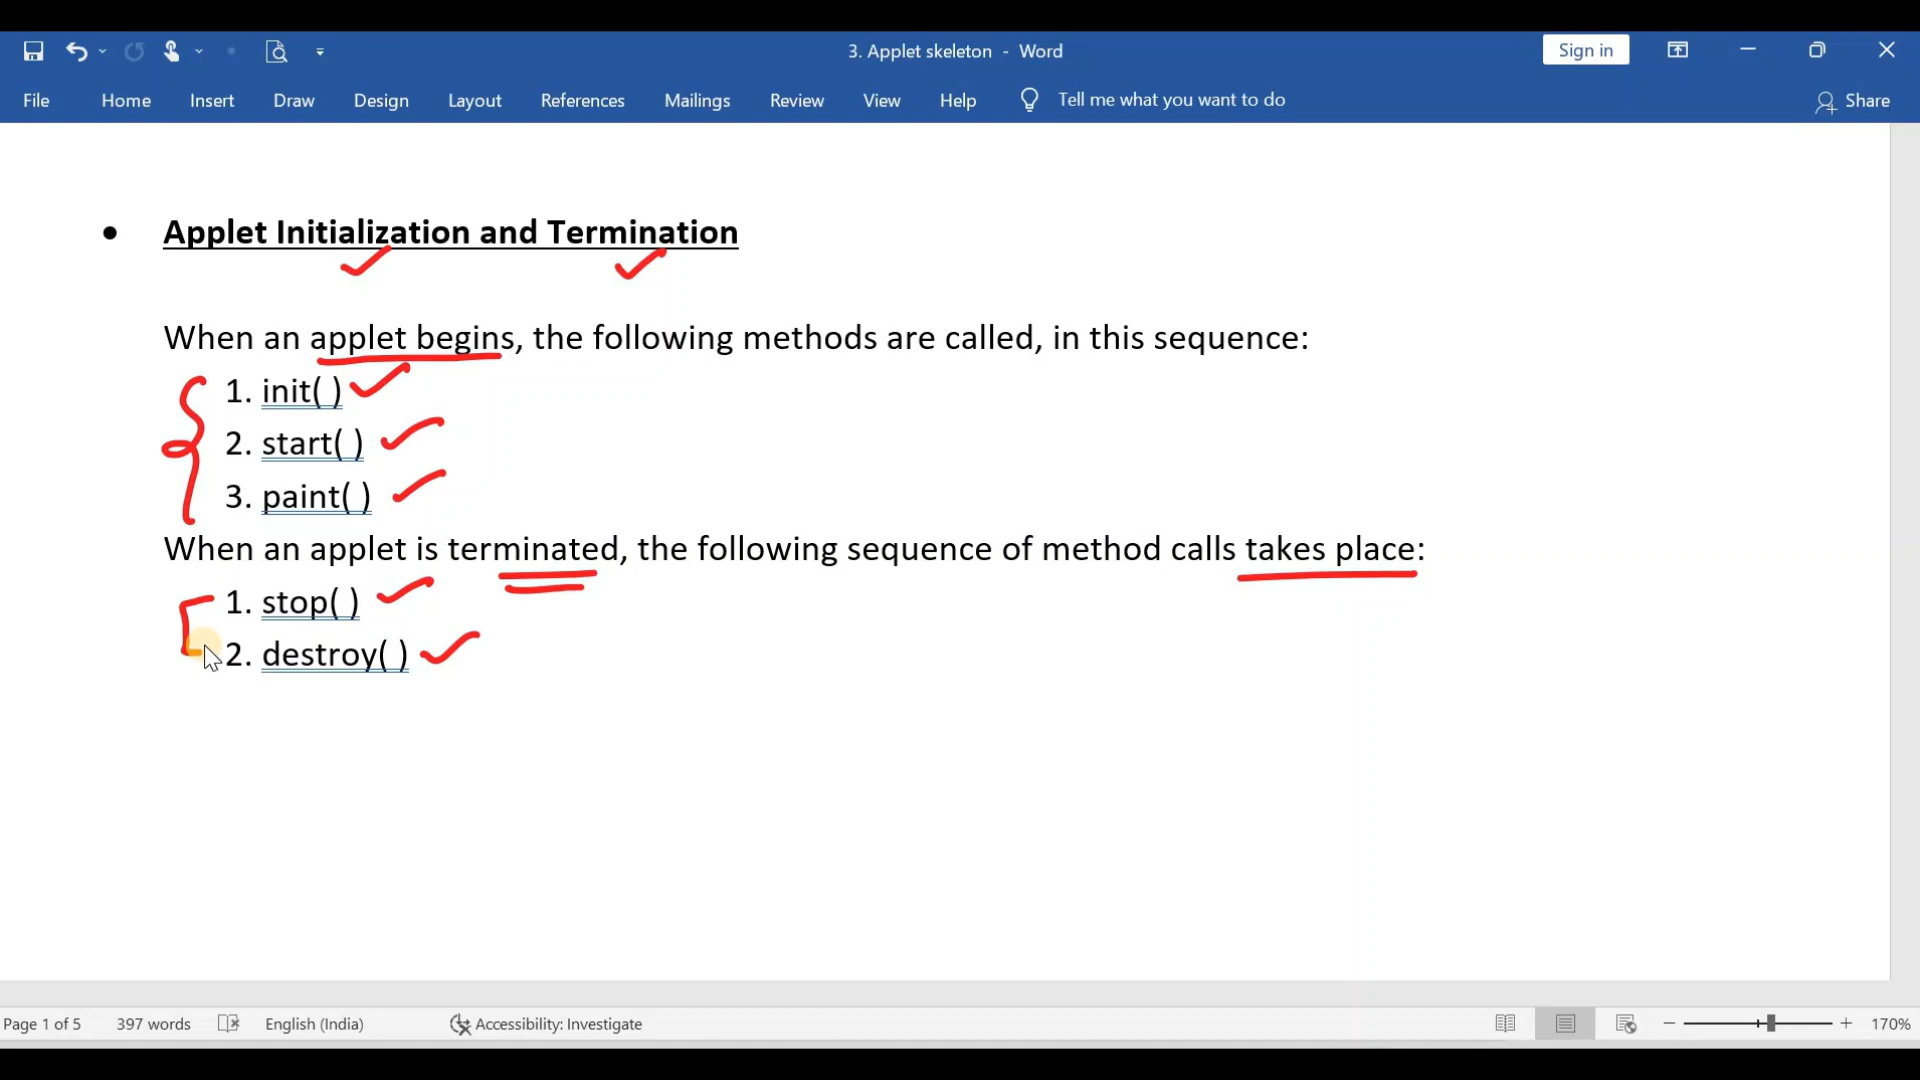 3. Applet skeleton - Word
Sign in
File Home Insert Draw Design Layout References Mailings Review View Help Tell me what you want to do Share
• Applet Initialization and Termination
When an applet begins, the following methods are called, in this sequence:
1. init( )
2. start( )
3. paint( )
When an applet is terminated, the following sequence of method calls takes place:
1. stop( )
2. destroy( )
Page 1 of 5 397 words English (India) Accessibility: Investigate 170%